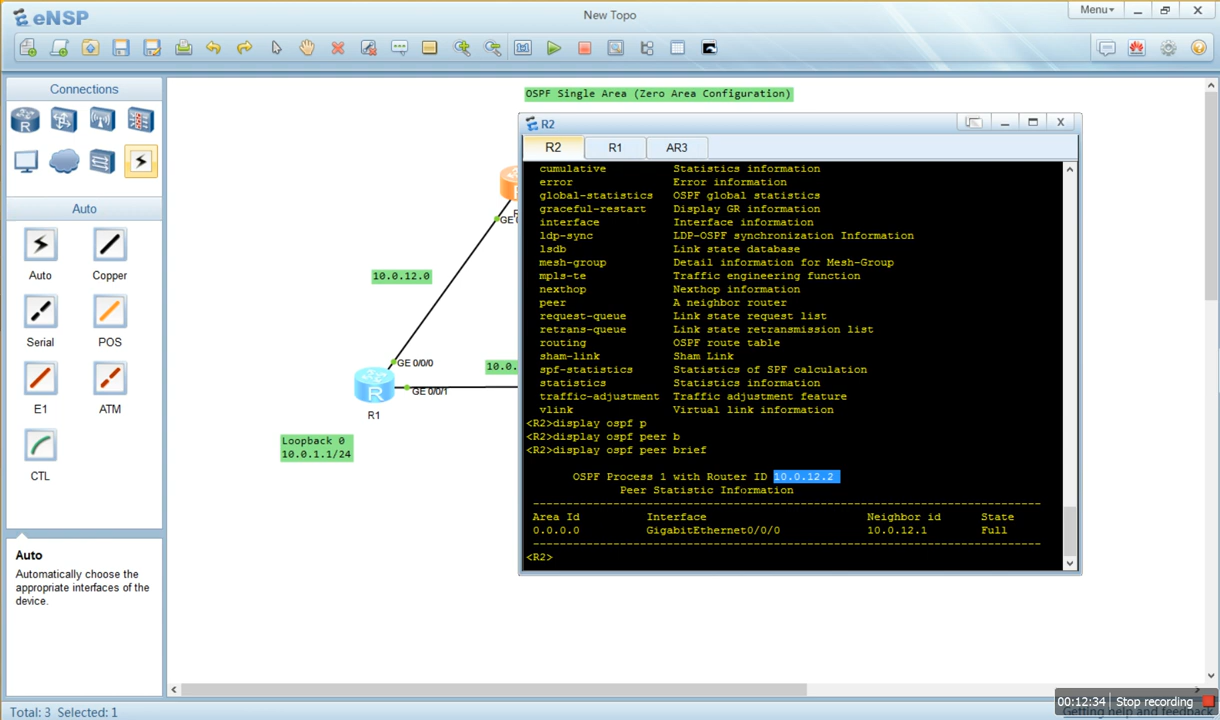 eNSP
New Topo
Menu
Connections
Auto
Auto
Copper
Serial
POS
E1
ATM
CTL
Auto
Automatically choose the
appropriate interfaces of the
device.
OSPF Single Area (Zero Area Configuration)
10.0.12.0
GE 0/0/0
10.0.
GE 0/0/1
R1
Loopback 0
10.0.1.1/24
R2
R2 R1 AR3
cumulative Statistics information
error Error information
global-statistics OSPF global statistics
graceful-restart Display GR information
interface Interface information
ldp-sync LDP-OSPF synchronization Information
lsdb Link state database
mesh-group Detail information for Mesh-Group
mpls-te Traffic engineering function
nexthop Nexthop information
peer A neighbor router
request-queue Link state request list
retrans-queue Link state retransmission list
routing OSPF route table
sham-link Sham Link
spf-statistics Statistics of SPF calculation
statistics Statistics information
traffic-adjustment Traffic adjustment feature
vlink Virtual link information
<R2>display ospf p
<R2>display ospf peer b
<R2>display ospf peer brief
OSPF Process 1 with Router ID 10.0.12.2
Peer Statistic Information
----------------------------------------------------------------------------
Area Id Interface Neighbor id State
0.0.0.0 GigabitEthernet0/0/0 10.0.12.1 Full
----------------------------------------------------------------------------
<R2>
Total: 3 Selected: 1
00:12:34 Stop recording
Getting help and feedback